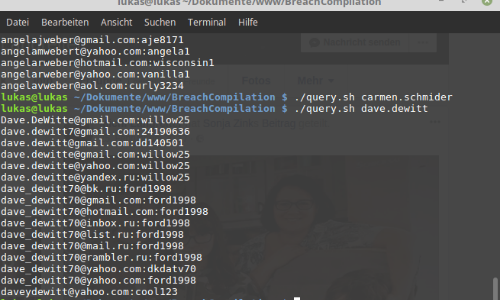 lukas@lukas ~/Dokumente/www/BreachCompilation
Datei Bearbeiten Ansicht Suchen Terminal Hilfe
angelajweber@gmail.com:aje8171
angelamwebert@yahoo.com:angela1
angelarweber@hotmail.com:wisconsin1
angelarweber@yahoo.com:vanilla1
angelavweber@aol.com:curly3234
lukas@lukas ~/Dokumente/www/BreachCompilation $ ./query.sh carmen.schmider
lukas@lukas ~/Dokumente/www/BreachCompilation $ ./query.sh dave.dewitt
Dave.DeWitte@gmail.com:willow25
Dave.Dewitt7@gmail.com:24190636
dave.dewitt@gmail.com:dd140501
dave.dewitte@gmail.com:willow25
dave.dewitte@yahoo.com:willow25
dave.dewitte@yandex.ru:willow25
dave_dewitt70@bk.ru:ford1998
dave_dewitt70@gmail.com:ford1998
dave_dewitt70@hotmail.com:ford1998
dave_dewitt70@inbox.ru:ford1998
dave_dewitt70@list.ru:ford1998
dave_dewitt70@mail.ru:ford1998
dave_dewitt70@rambler.ru:ford1998
dave_dewitt70@yahoo.com:dkdatv70
dave_dewitt70@yahoo.com:ford1998
daveydewitt@yahoo.com:cool123